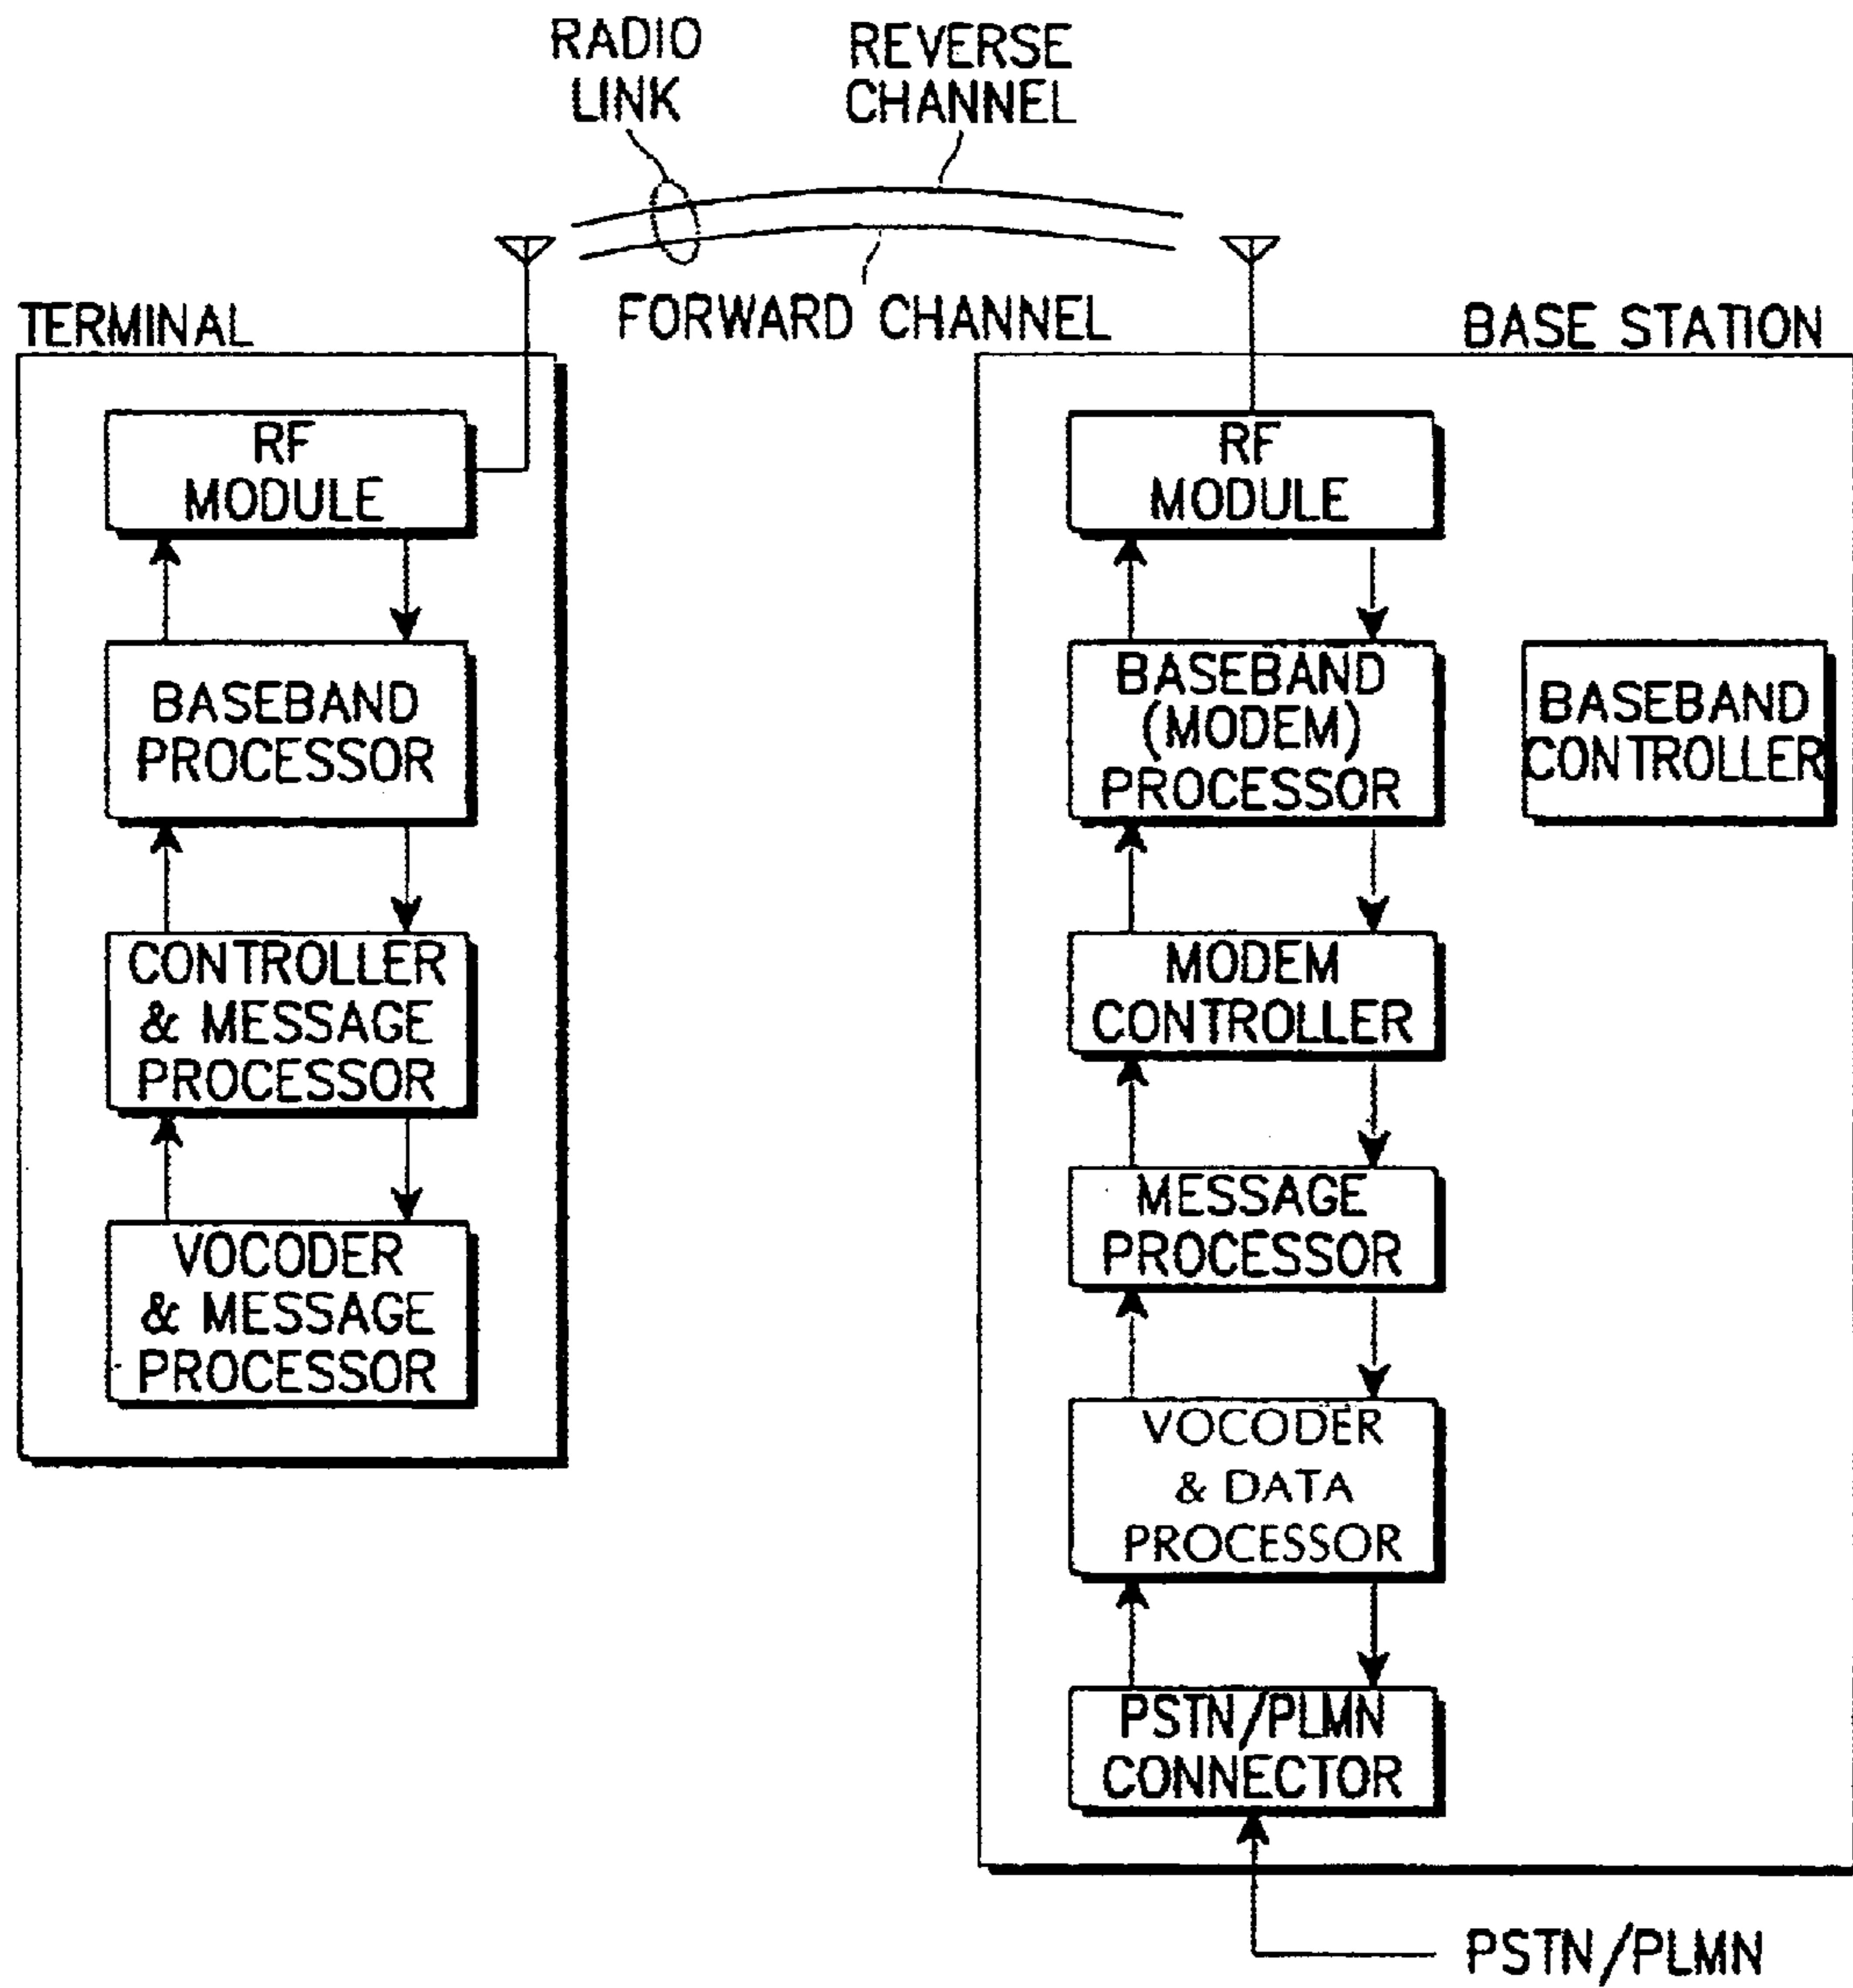 RADIO
LINK
REVERSE
CHANNEL
FORWARD CHANNEL
TERMINAL
RF
MODULE
BASEBAND
PROCESSOR
CONTROLLER
& MESSAGE
PROCESSOR
VOCODER
& MESSAGE
PROCESSOR
BASE STATION
RF
MODULE
BASEBAND
(MODEM)
PROCESSOR
BASEBAND
CONTROLLER
MODEM
CONTROLLER
MESSAGE
PROCESSOR
VOCODER
& DATA
PROCESSOR
PSTN/PLMN
CONNECTOR
PSTN/PLMN